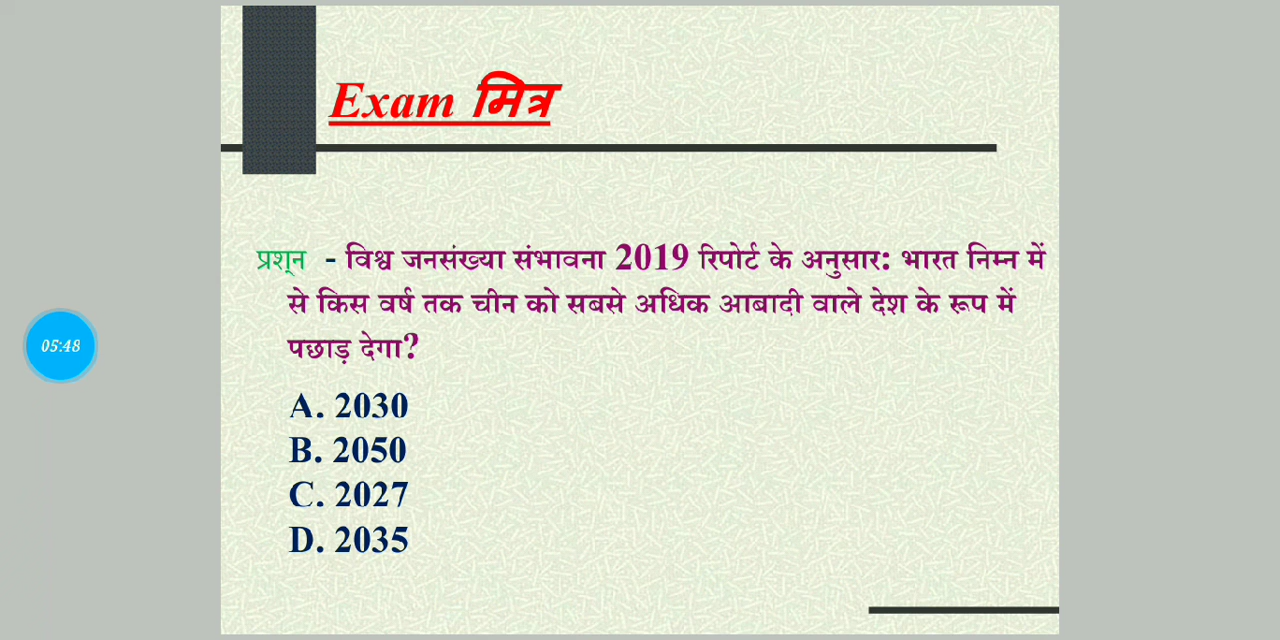 Exam मित्र
प्रश्‌न - विश्व जनसंख्या संभावना 2019 रिपोर्ट के अनुसार: भारत निम्न में
से किस वर्ष तक चीन को सबसे अधिक आबादी वाले देश के रूप में
पछाड़ देगा?
05:48
A. 2030
B. 2050
C. 2027
D. 2035